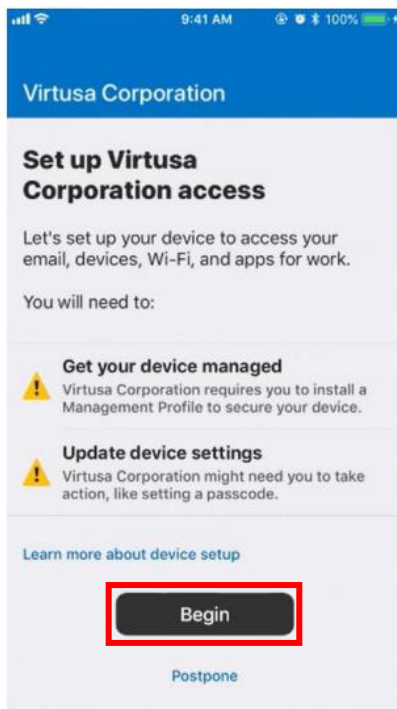 9:41 AM 100%
Virtusa Corporation
Set up Virtusa
Corporation access
Let's set up your device to access your
email, devices, Wi-Fi, and apps for work.
You will need to:
Get your device managed
Virtusa Corporation requires you to install a
Management Profile to secure your device.
Update device settings
Virtusa Corporation might need you to take
action, like setting a passcode.
Learn more about device setup
Begin
Postpone